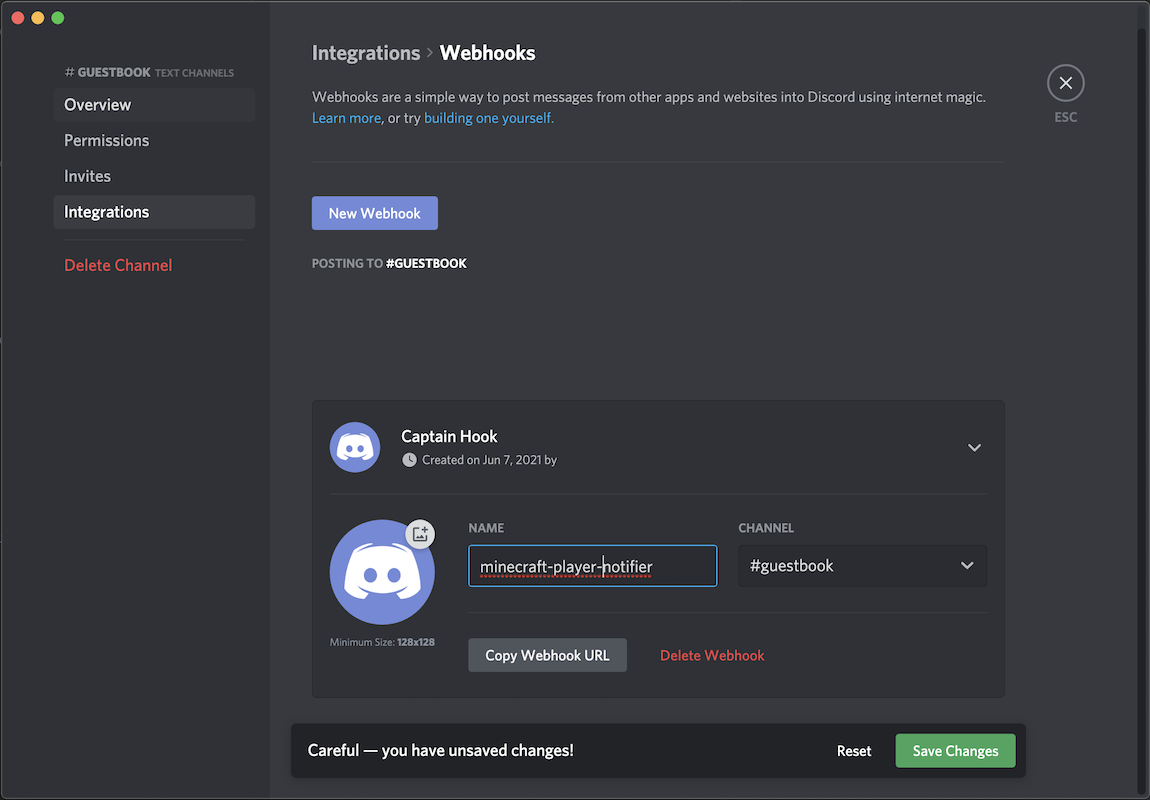 # GUESTBOOK TEXT CHANNELS
Overview
Permissions
Invites
Integrations
Delete Channel
Integrations > Webhooks
Webhooks are a simple way to post messages from other apps and websites into Discord using internet magic.
Learn more, or try building one yourself.
ESC
New Webhook
POSTING TO #GUESTBOOK
Captain Hook
Created on Jun 7, 2021 by
NAME
CHANNEL
minecraft-player-notifier
#guestbook
Minimum Size: 128x128
Copy Webhook URL
Delete Webhook
Careful — you have unsaved changes!
Reset
Save Changes